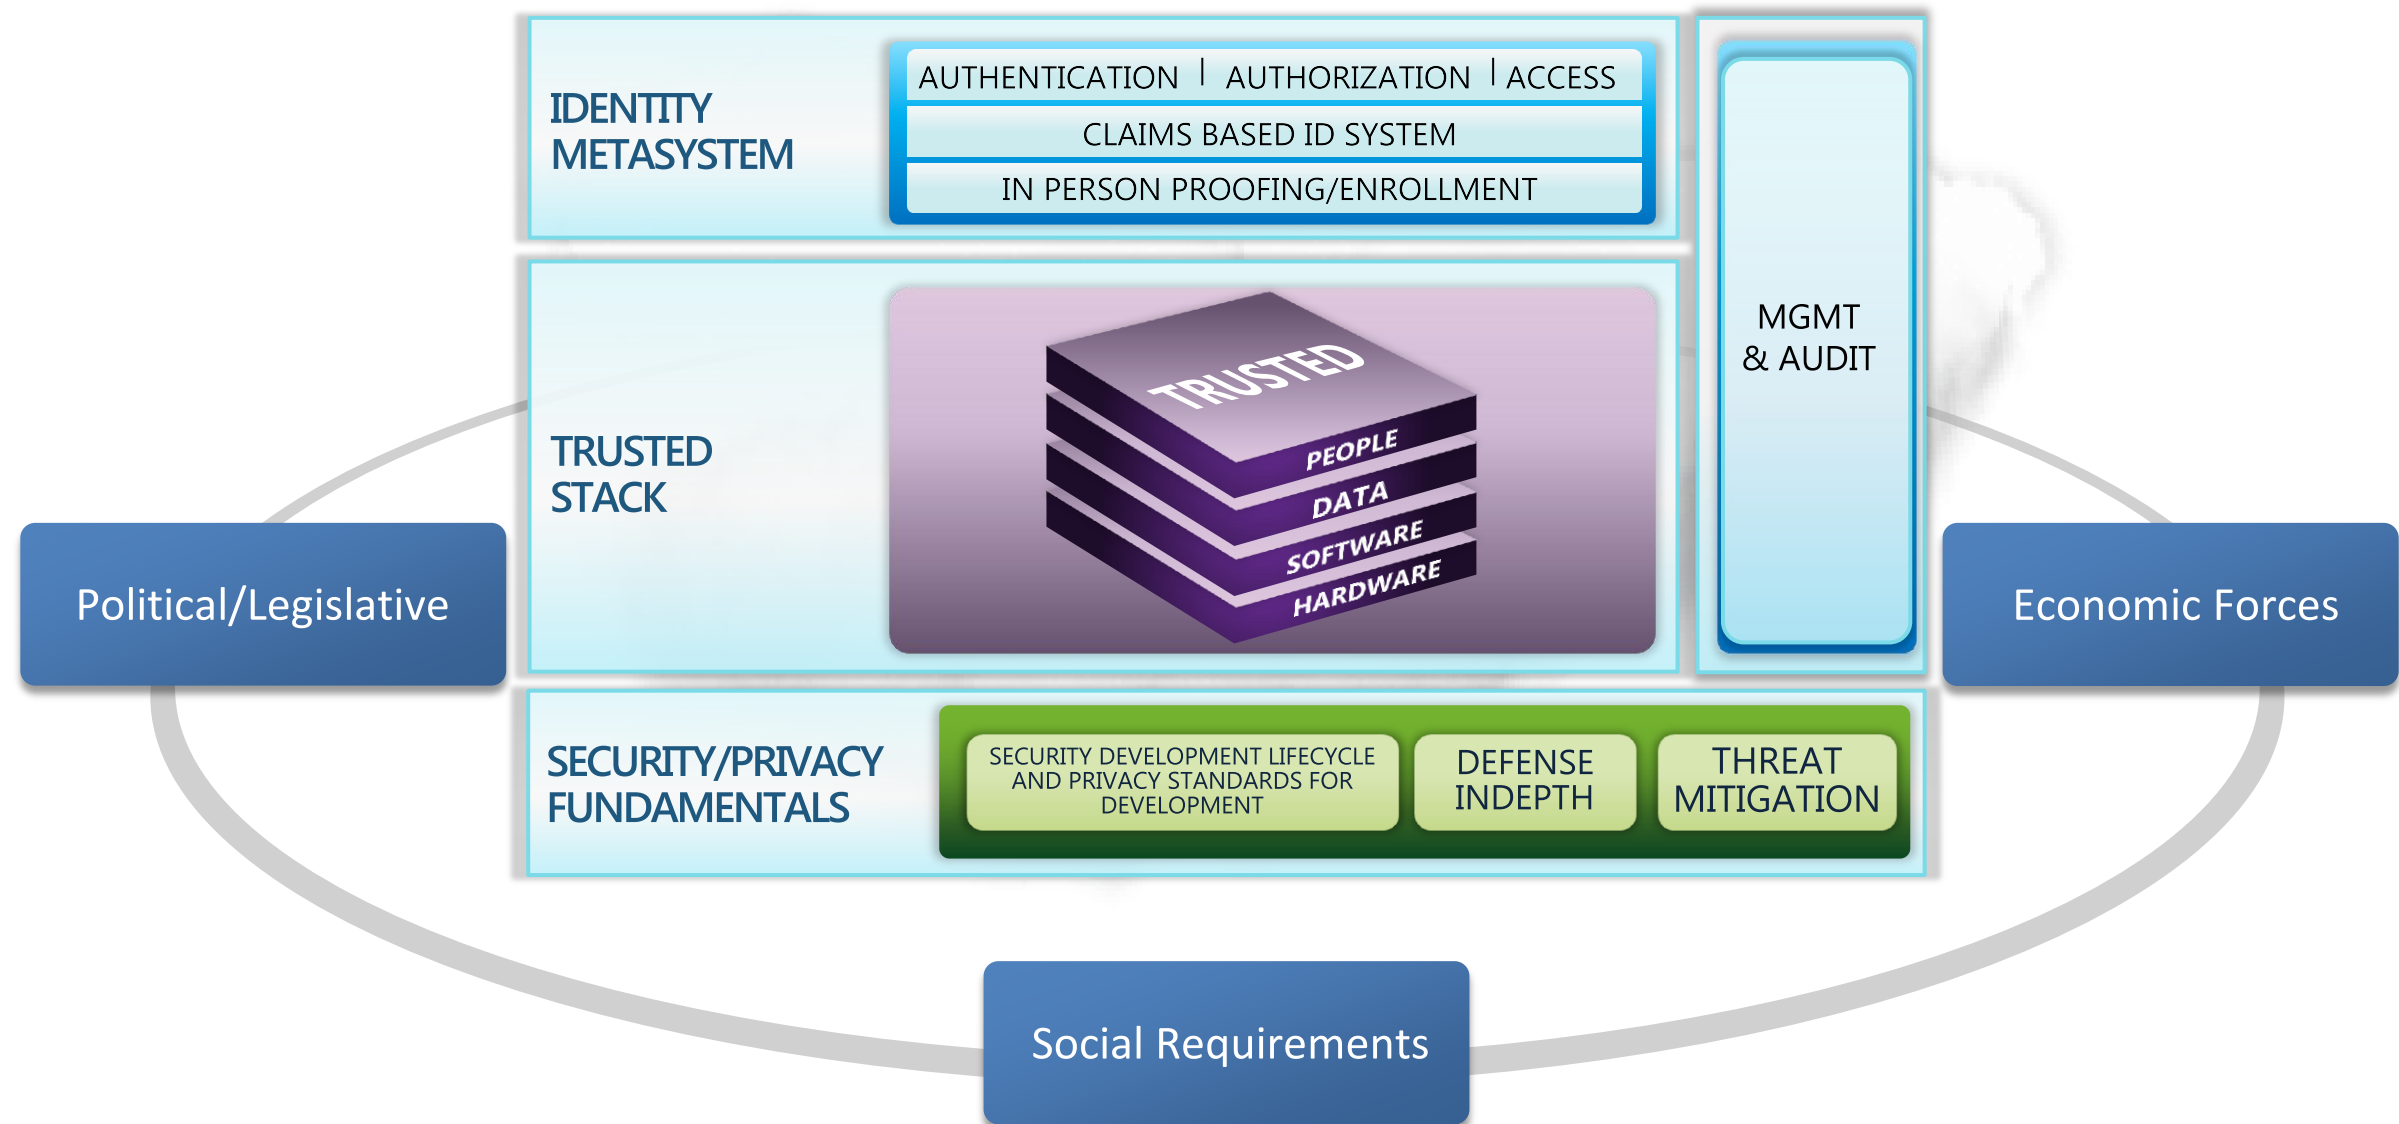 IDENTITY
METASYSTEM
AUTHENTICATION | AUTHORIZATION | ACCESS
CLAIMS BASED ID SYSTEM
IN PERSON PROOFING/ENROLLMENT
MGMT
& AUDIT
TRUSTED
STACK
TRUSTED
PEOPLE
DATA
SOFTWARE
HARDWARE
Political/Legislative
Economic Forces
SECURITY/PRIVACY
FUNDAMENTALS
SECURITY DEVELOPMENT LIFECYCLE
AND PRIVACY STANDARDS FOR
DEVELOPMENT
DEFENSE
INDEPTH
THREAT
MITIGATION
Social Requirements